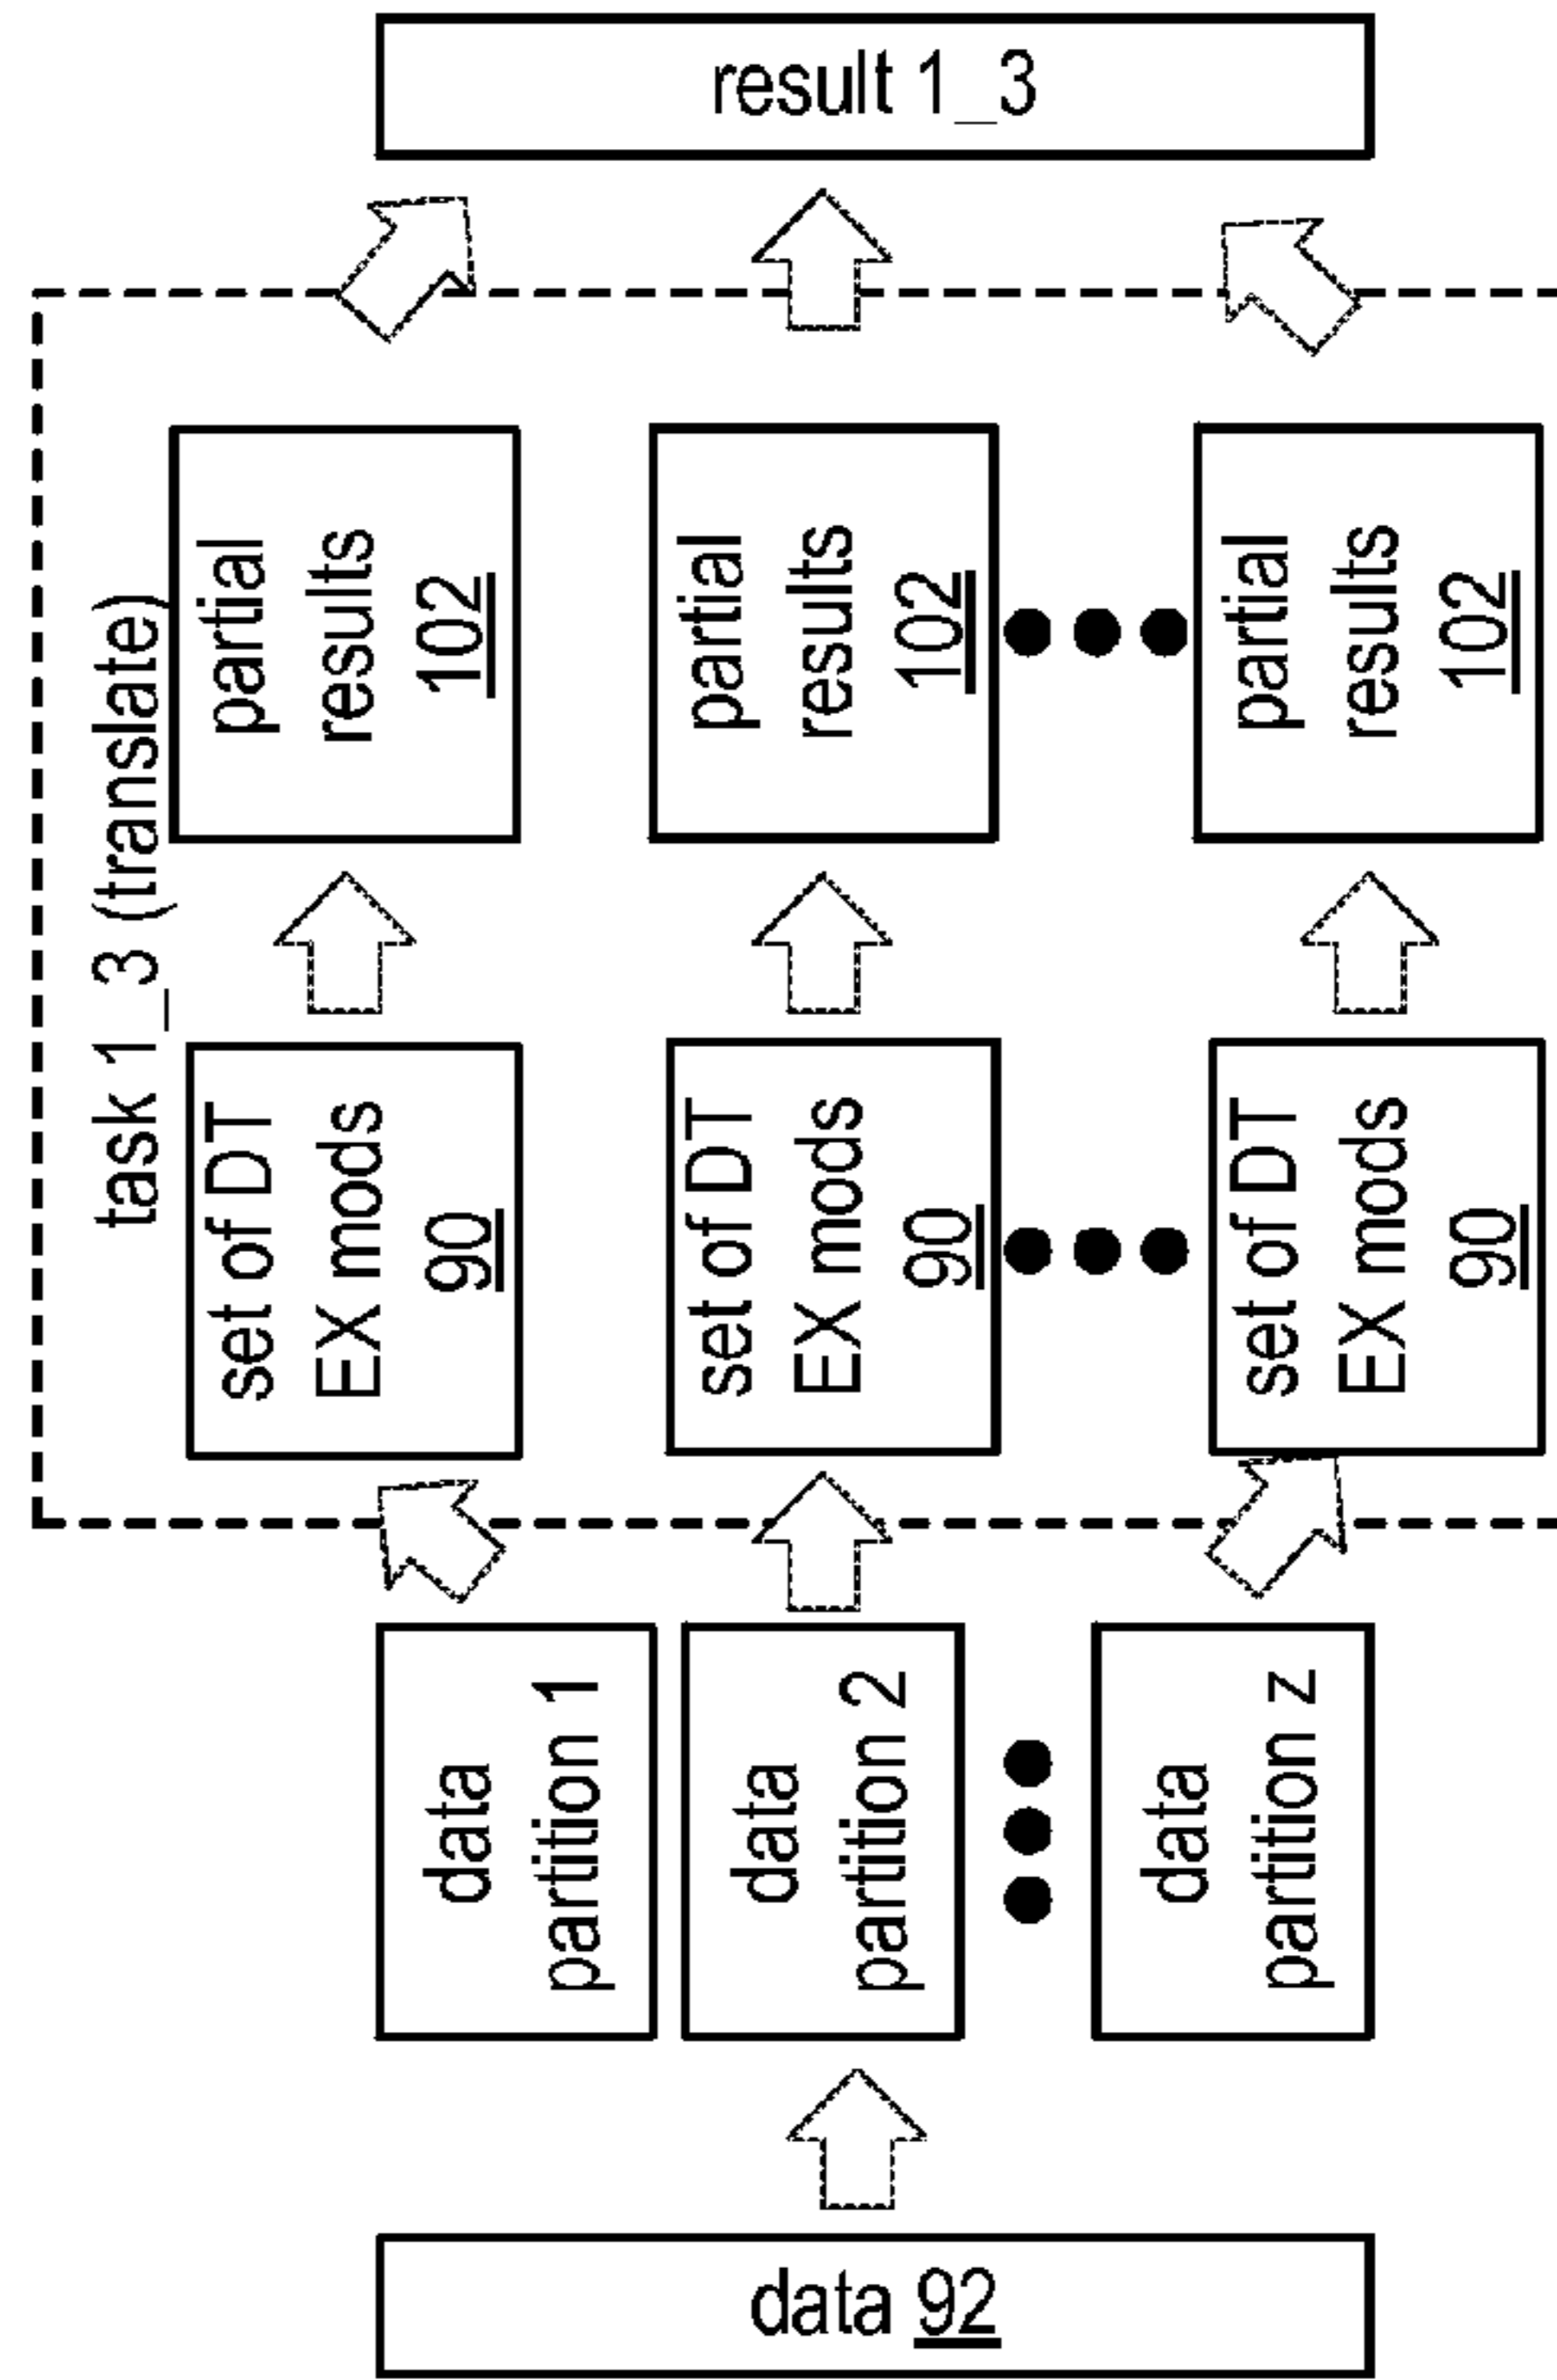 result 1_3
task 1_3 (translate)
partial
results
102
partial
results
102
partial
results
102
set of DT
EX mods
90
set of DT
EX mods
90
set of DT
EX mods
90
data
partition 1
data
partition 2
data
partition z
data 92